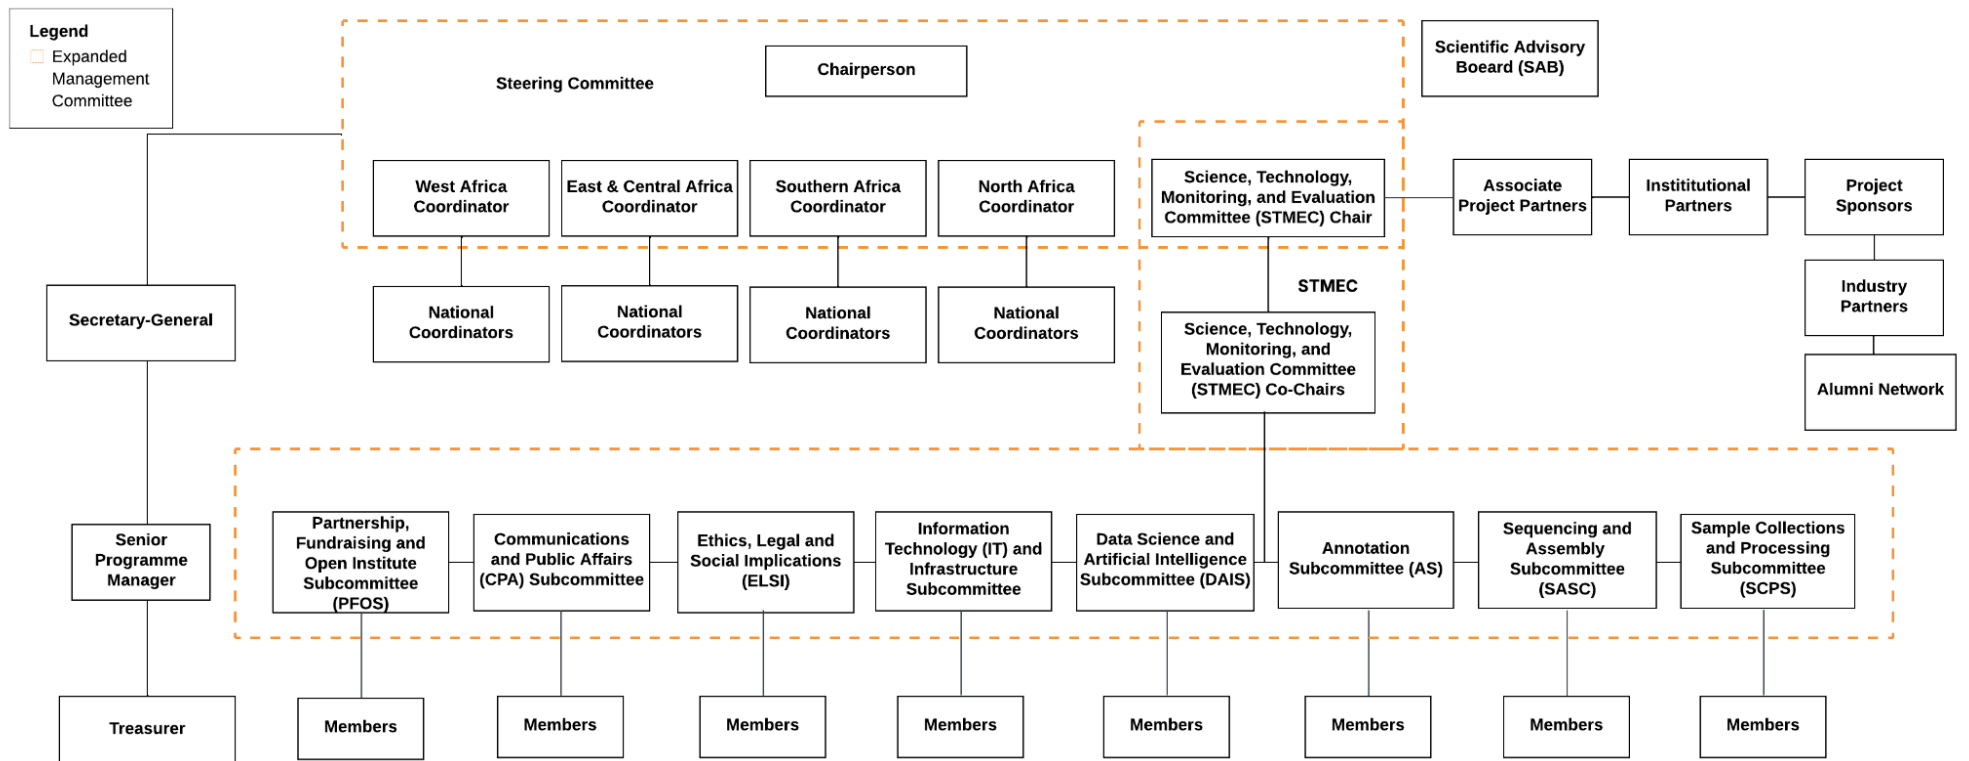 Legend
Expanded
Management
Committee
Steering Committee
Chairperson
Scientific Advisory
Boeard (SAB)
West Africa
Coordinator
East & Central Africa
Coordinator
Southern Africa
Coordinator
North Africa
Coordinator
Science, Technology,
Monitoring, and Evaluation
Committee (STMEC) Chair
Associate
Project Partners
Instititutional
Partners
Project
Sponsors
Secretary-General
National
Coordinators
National
Coordinators
National
Coordinators
National
Coordinators
STMEC
Science, Technology,
Monitoring, and
Evaluation Committee
(STMEC) Co-Chairs
Industry
Partners
Alumni Network
Senior
Programme
Manager
Partnership,
Fundraising and
Open Institute
Subcommittee
(PFOS)
Communications
and Public Affairs
(CPA) Subcommittee
Ethics, Legal and
Social Implications
(ELSI)
Information
Technology (IT) and
Infrastructure
Subcommittee
Data Science and
Artificial Intelligence
Subcommittee (DAIS)
Annotation
Subcommittee (AS)
Sequencing and
Assembly
Subcommittee
(SASC)
Sample Collections
and Processing
Subcommittee
(SCPS)
Treasurer
Members
Members
Members
Members
Members
Members
Members
Members